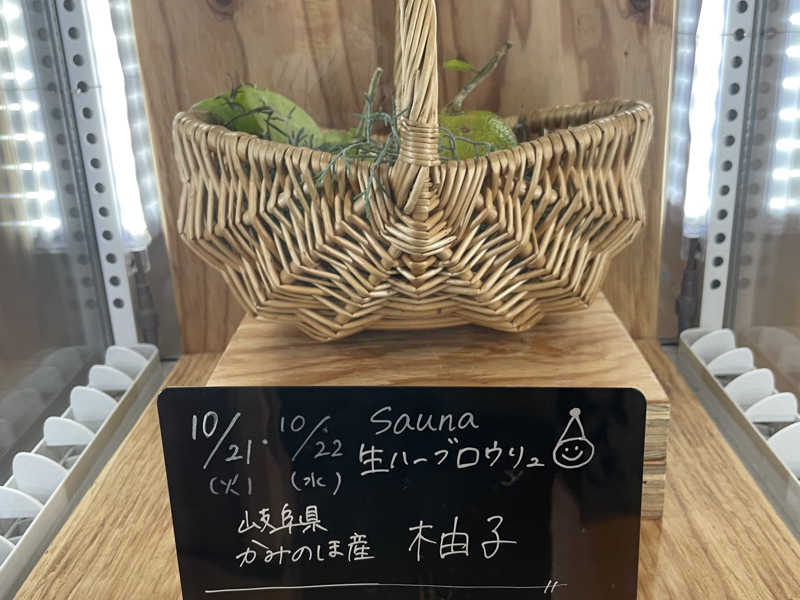 10/21・10/22 Sauna
(火) (水) 生ハーブロウリュ
岐阜県
かみのほ産 柚子